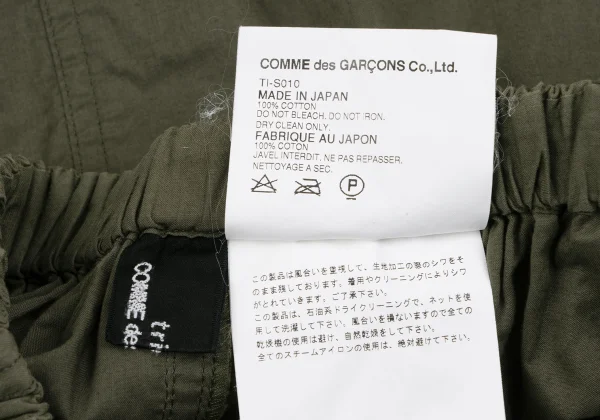 COMME des GARÇONS Co.,Ltd.
TI-S010
MADE IN JAPAN
100% COTTON
DO NOT BLEACH. DO NOT IRON.
DRY CLEAN ONLY.
FABRIQUE AU JAPON
100% COTON
JAVEL INTERDIT. NE PAS REPASSER.
NETTOYAGE A SEC.
P
この製品は風合いを重視して、生地加工の際のシワをそ
のまま残しております。着用やクリーニングによりシワ
がとれていきます。ご了承下さい。
この製品は、石油系ドライクリーニングで、ネットを使
用して洗濯して下さい。風合いを損ないますので全ての
乾燥機の使用は避け、自然乾燥をして下さい。
全てのスチームアイロンの使用は、絶対避けて下さい。
tri
COMME des